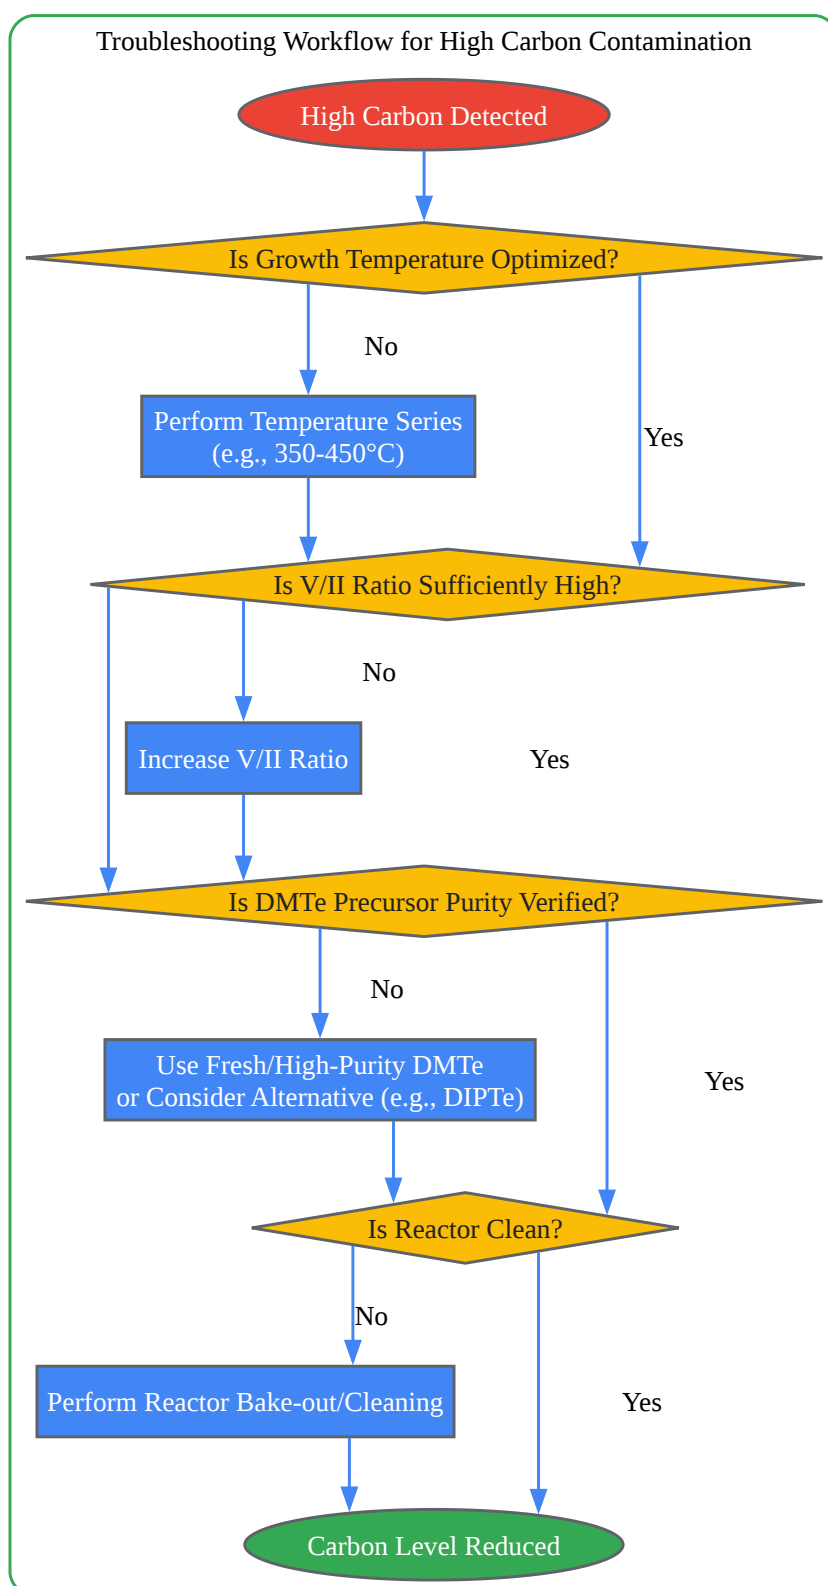 Troubleshooting Workflow for High Carbon Contamination
High Carbon Detected
Is Growth Temperature Optimized?
No
Perform Temperature Series
(e.g., 350-450°C)
Yes
Is V/II Ratio Sufficiently High?
No
Increase V/II Ratio
Yes
Is DMTe Precursor Purity Verified?
No
Use Fresh/High-Purity DMTe
or Consider Alternative (e.g., DIPTe)
Yes
Is Reactor Clean?
No
Perform Reactor Bake-out/Cleaning
Yes
Carbon Level Reduced